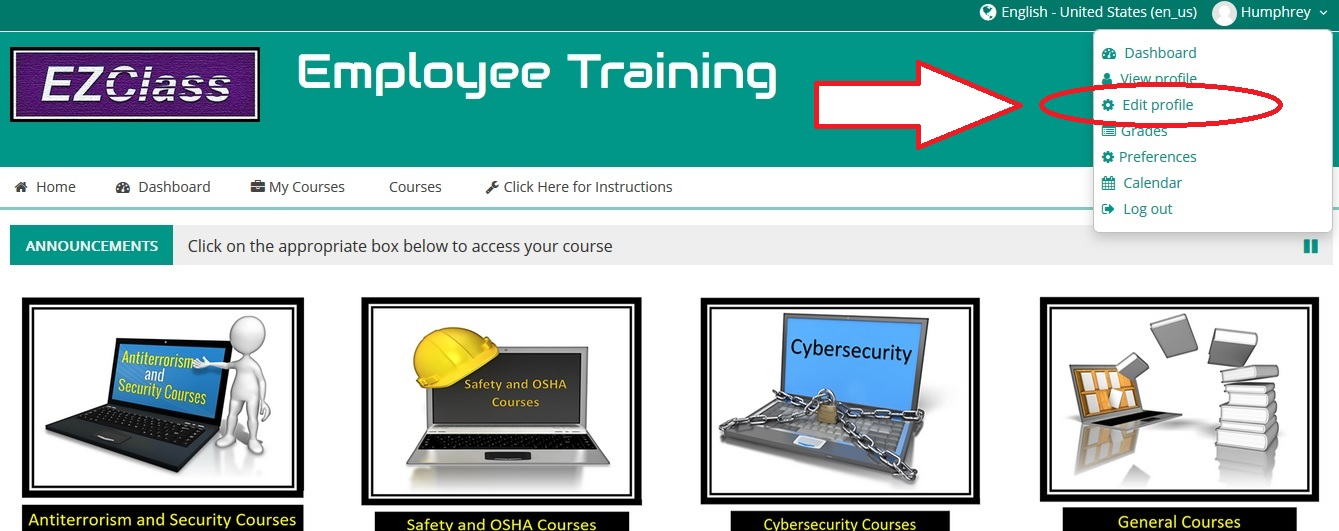 English - United States (en_us) Humphrey
EZClass
Employee Training
Dashboard
View profile
Edit profile
Grades
Preferences
Calendar
Log out
Home Dashboard My Courses Courses Click Here for Instructions
ANNOUNCEMENTS Click on the appropriate box below to access your course
Antiterrorism
and
Security Courses
Safety and OSHA
Courses
Cybersecurity
Antiterrorism and Security Courses
Safety and OSHA Courses
Cybersecurity Courses
General Courses